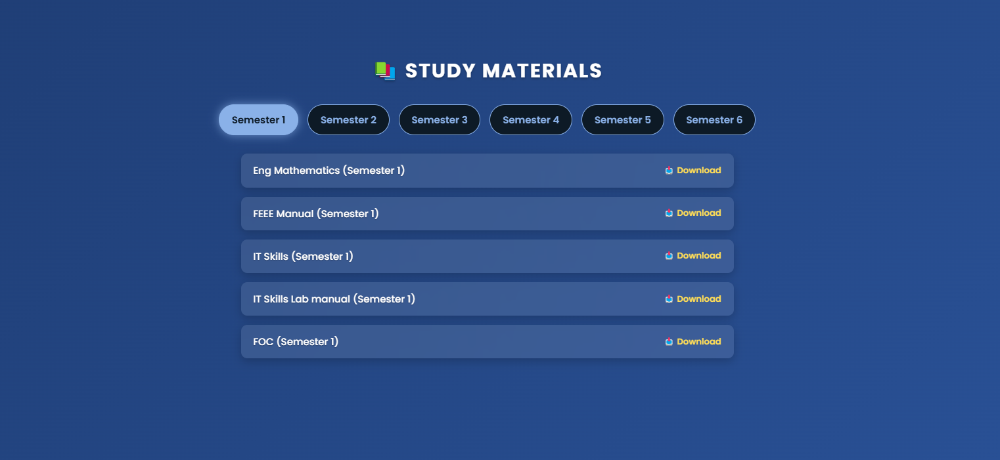 STUDY MATERIALS
Semester 1 Semester 2 Semester 3 Semester 4 Semester 5 Semester 6
Eng Mathematics (Semester 1) Download
FEEE Manual (Semester 1) Download
IT Skills (Semester 1) Download
IT Skills Lab manual (Semester 1) Download
FOC (Semester 1) Download